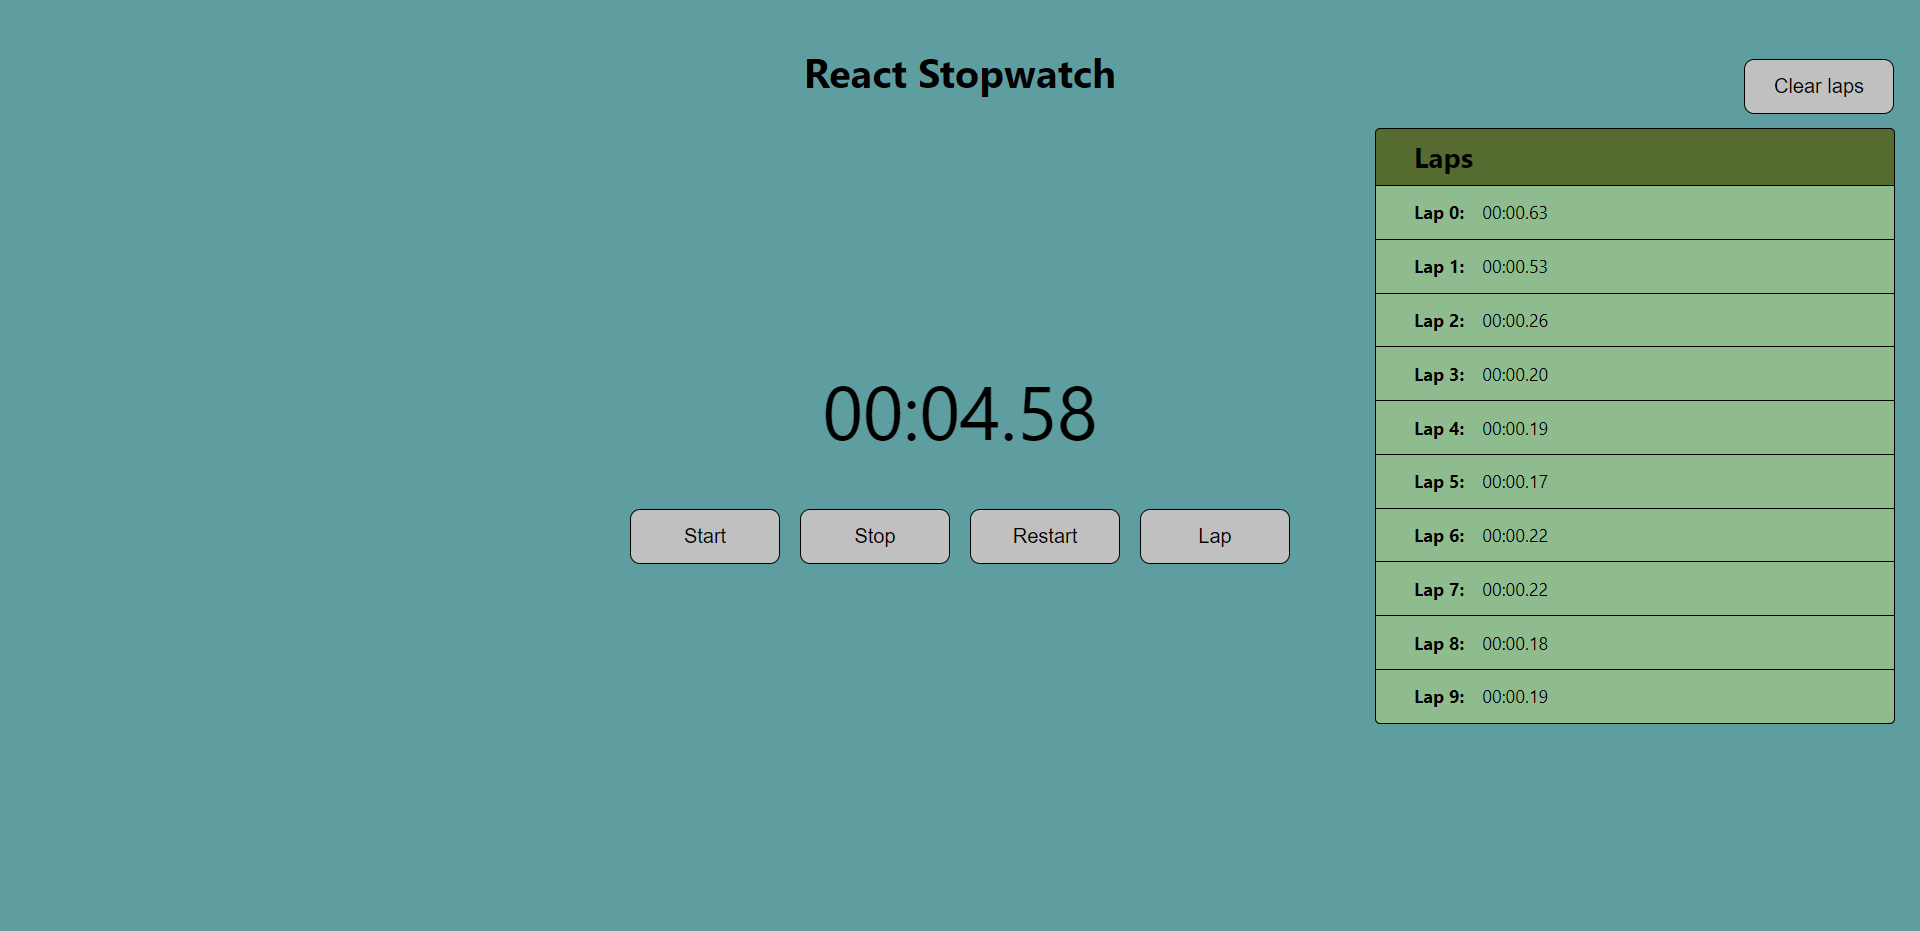 React Stopwatch
Clear laps
Laps
Lap 0: 00:00.63
Lap 1: 00:00.53
Lap 2: 00:00.26
Lap 3: 00:00.20
Lap 4: 00:00.19
Lap 5: 00:00.17
Lap 6: 00:00.22
Lap 7: 00:00.22
Lap 8: 00:00.18
Lap 9: 00:00.19
00:04.58
Start Stop Restart Lap